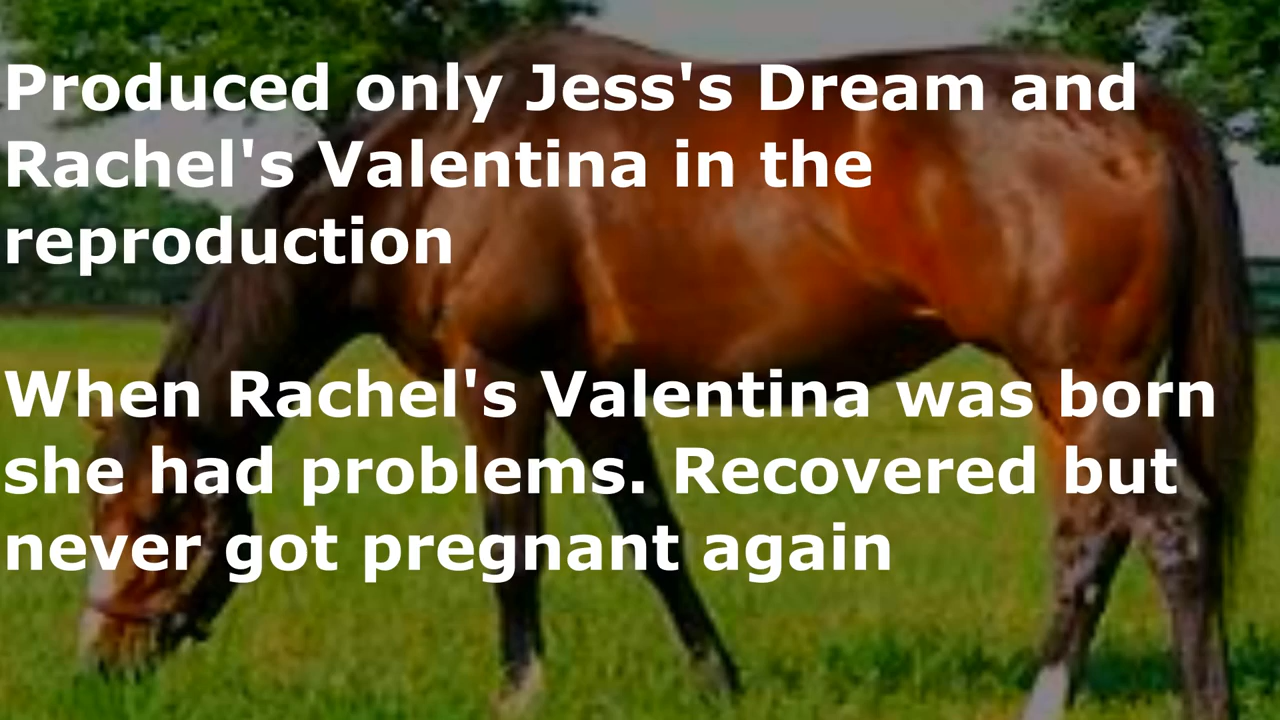 Produced only Jess's Dream and
Rachel's Valentina in the
reproduction
When Rachel's Valentina was born
she had problems. Recovered but
never got pregnant again